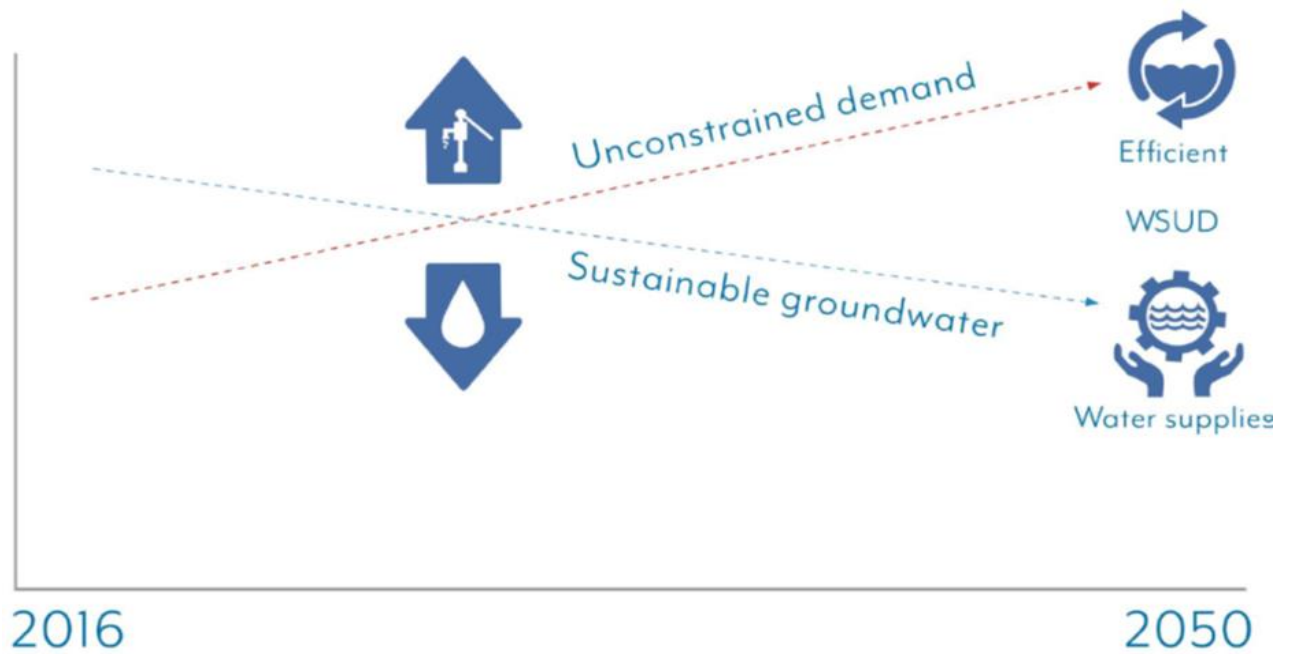 Unconstrained demand
Efficient
WSUD
Sustainable groundwater
Water supplies
2016
2050